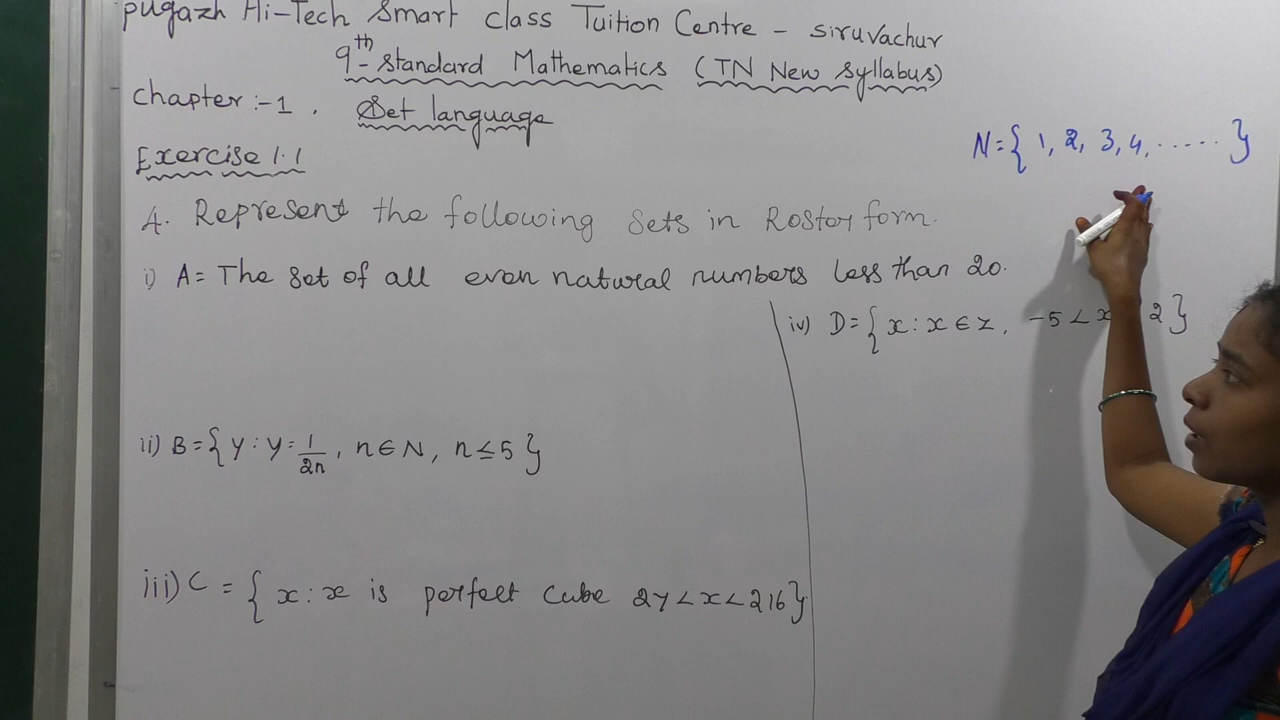 pugazh Hi-Tech Smart class Tuition Centre - siruvachur
9th - standard Mathematics (TN New Syllabus)
Chapter :- 1 . Set language
Exercise 1.1
N = { 1, 2, 3, 4, ...... }
A. Represent the following Sets in Roster form.
i) A = The Set of all even natural numbers less than 20.
iv) D = { x : x ∈ z, -5 < x 2 }
ii) B = { y : y = 1/2n, n ∈ N, n ≤ 5 }
iii) C = { x : x is perfect cube 27 < x < 216 }